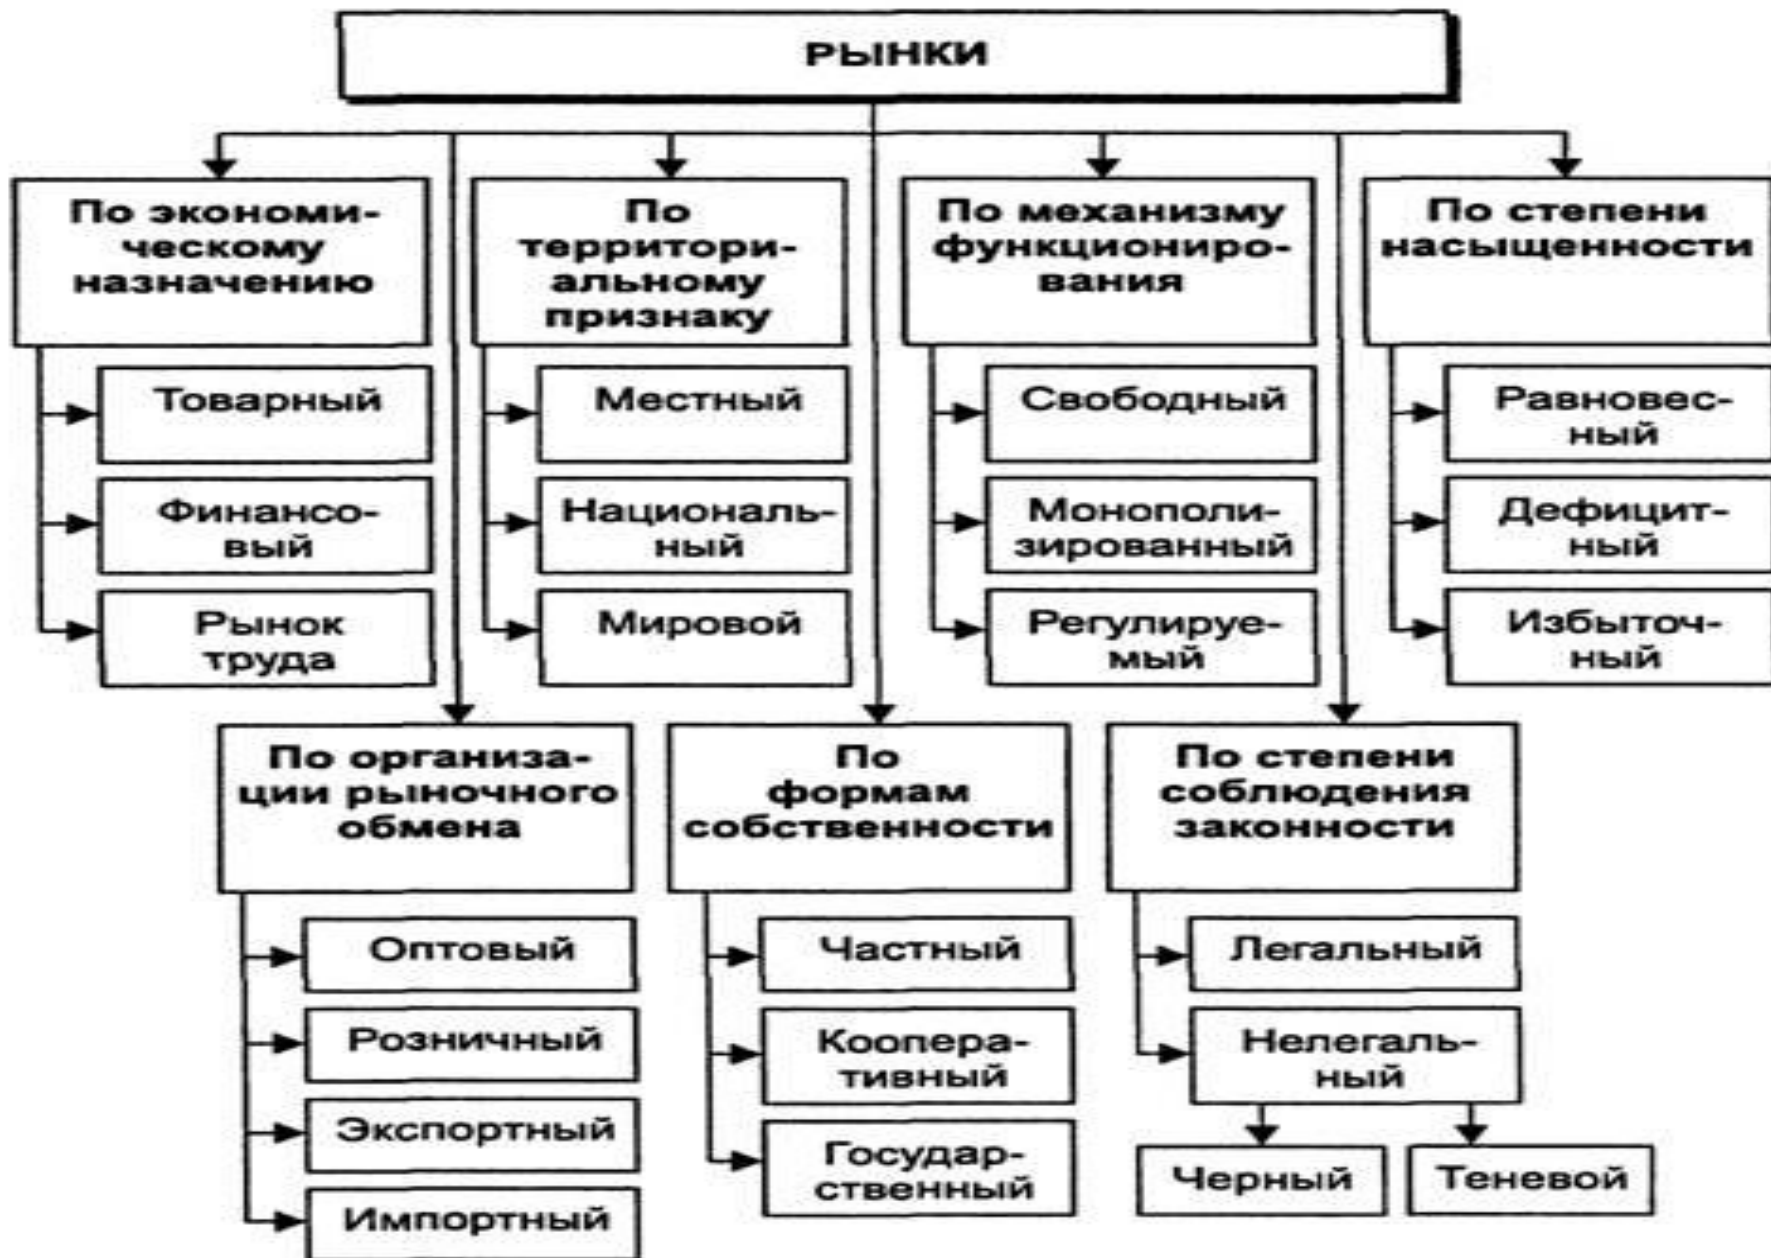 РЫНКИ
По экономи-
ческому
назначению
Товарный
Финансо-
вый
Рынок
труда
По
территори-
альному
признаку
Местный
Националь-
ный
Мировой
По механизму
функциониро-
вания
Свободный
Монополи-
зированный
Регулируе-
мый
По степени
насыщенности
Равновес-
ный
Дефицит-
ный
Избыточ-
ный
По организа-
ции рыночного
обмена
Оптовый
Розничный
Экспортный
Импортный
По
формам
собственности
Частный
Коопера-
тивный
Государ-
ственный
По степени
соблюдения
законности
Легальный
Нелегаль-
ный
Черный
Теневой